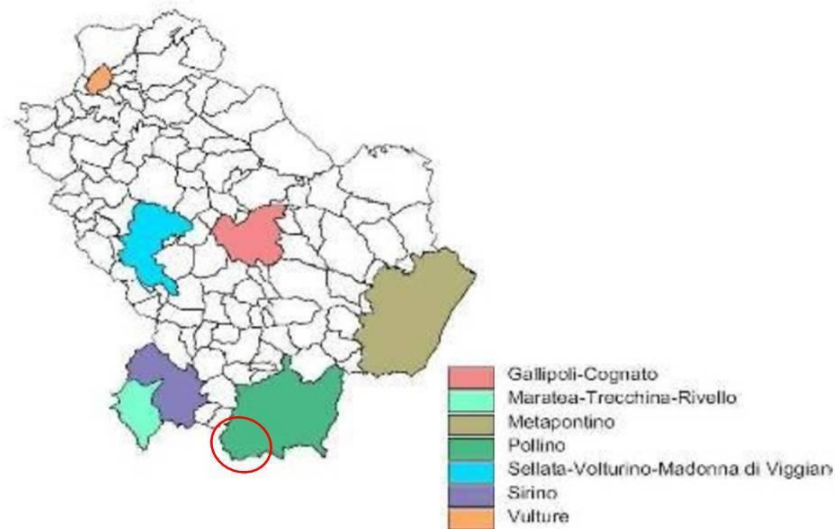 Gallipoli-Cognato
Maratea-Trecchina-Rivello
Metapontino
Pollino
Sellata-Volturino-Madonna di Viggian
Sirino
Vulture